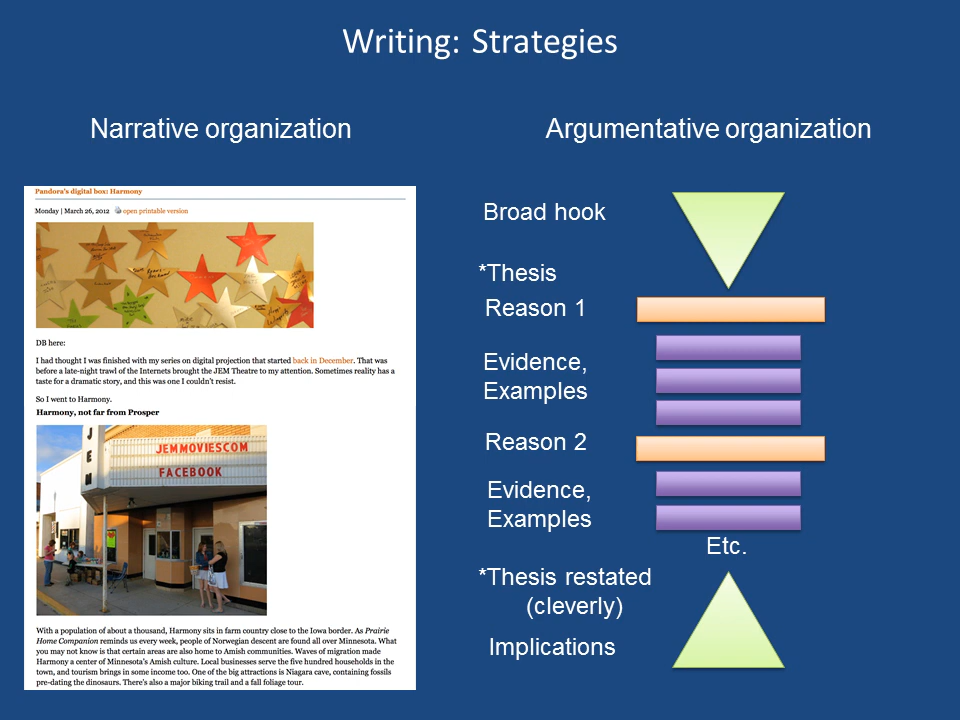 Writing: Strategies
Narrative organization
Argumentative organization
Pandora's digital box: Harmony
Monday | March 26, 2012 open printable version
DB here:
I had thought I was finished with my series on digital projection that started back in December. That was
before a late-night trawl of the Internets brought the JEM Theatre to my attention. Sometimes reality has a
taste for a dramatic story, and this was one I couldn't resist.
So I went to Harmony.
Harmony, not far from Prosper
JEM
JEMMOVIESCOM
FACEBOOK
With a population of about a thousand, Harmony sits in farm country close to the Iowa border. As Prairie
Home Companion reminds us every week, people of Norwegian descent are found all over Minnesota. What
you may not know is that certain areas are also home to Amish communities. Waves of migration made
Harmony a center of Minnesota's Amish culture. Local businesses serve the five hundred households in the
town, and tourism brings in some income too. One of the big attractions is Niagara cave, containing fossils
pre-dating the dinosaurs. There's also a major biking trail and a fall foliage tour.
Broad hook
*Thesis
Reason 1
Evidence,
Examples
Reason 2
Evidence,
Examples
Etc.
*Thesis restated
(cleverly)
Implications